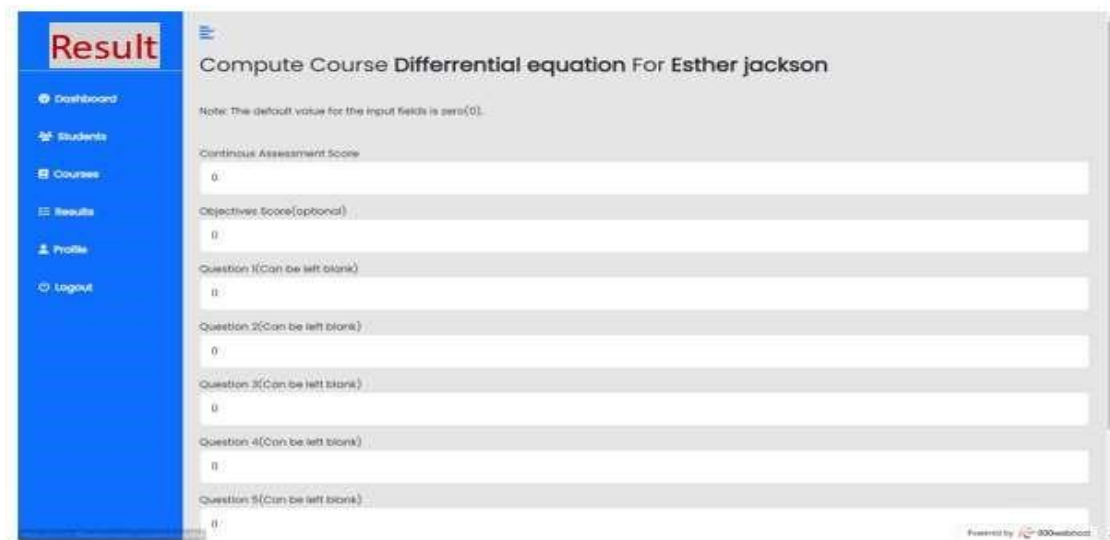 Result
Dashboard
Students
Courses
Results
Profile
Logout
Compute Course Differrential equation For Esther jackson
Note: The default value for the input fields is zero(0).
Continous Assessment Score
0
Objectives Score(optional)
0
Question 1(Can be left blank)
0
Question 2(Can be left blank)
0
Question 3(Can be left blank)
0
Question 4(Can be left blank)
0
Question 5(Can be left blank)
0
Powered by 000webhost